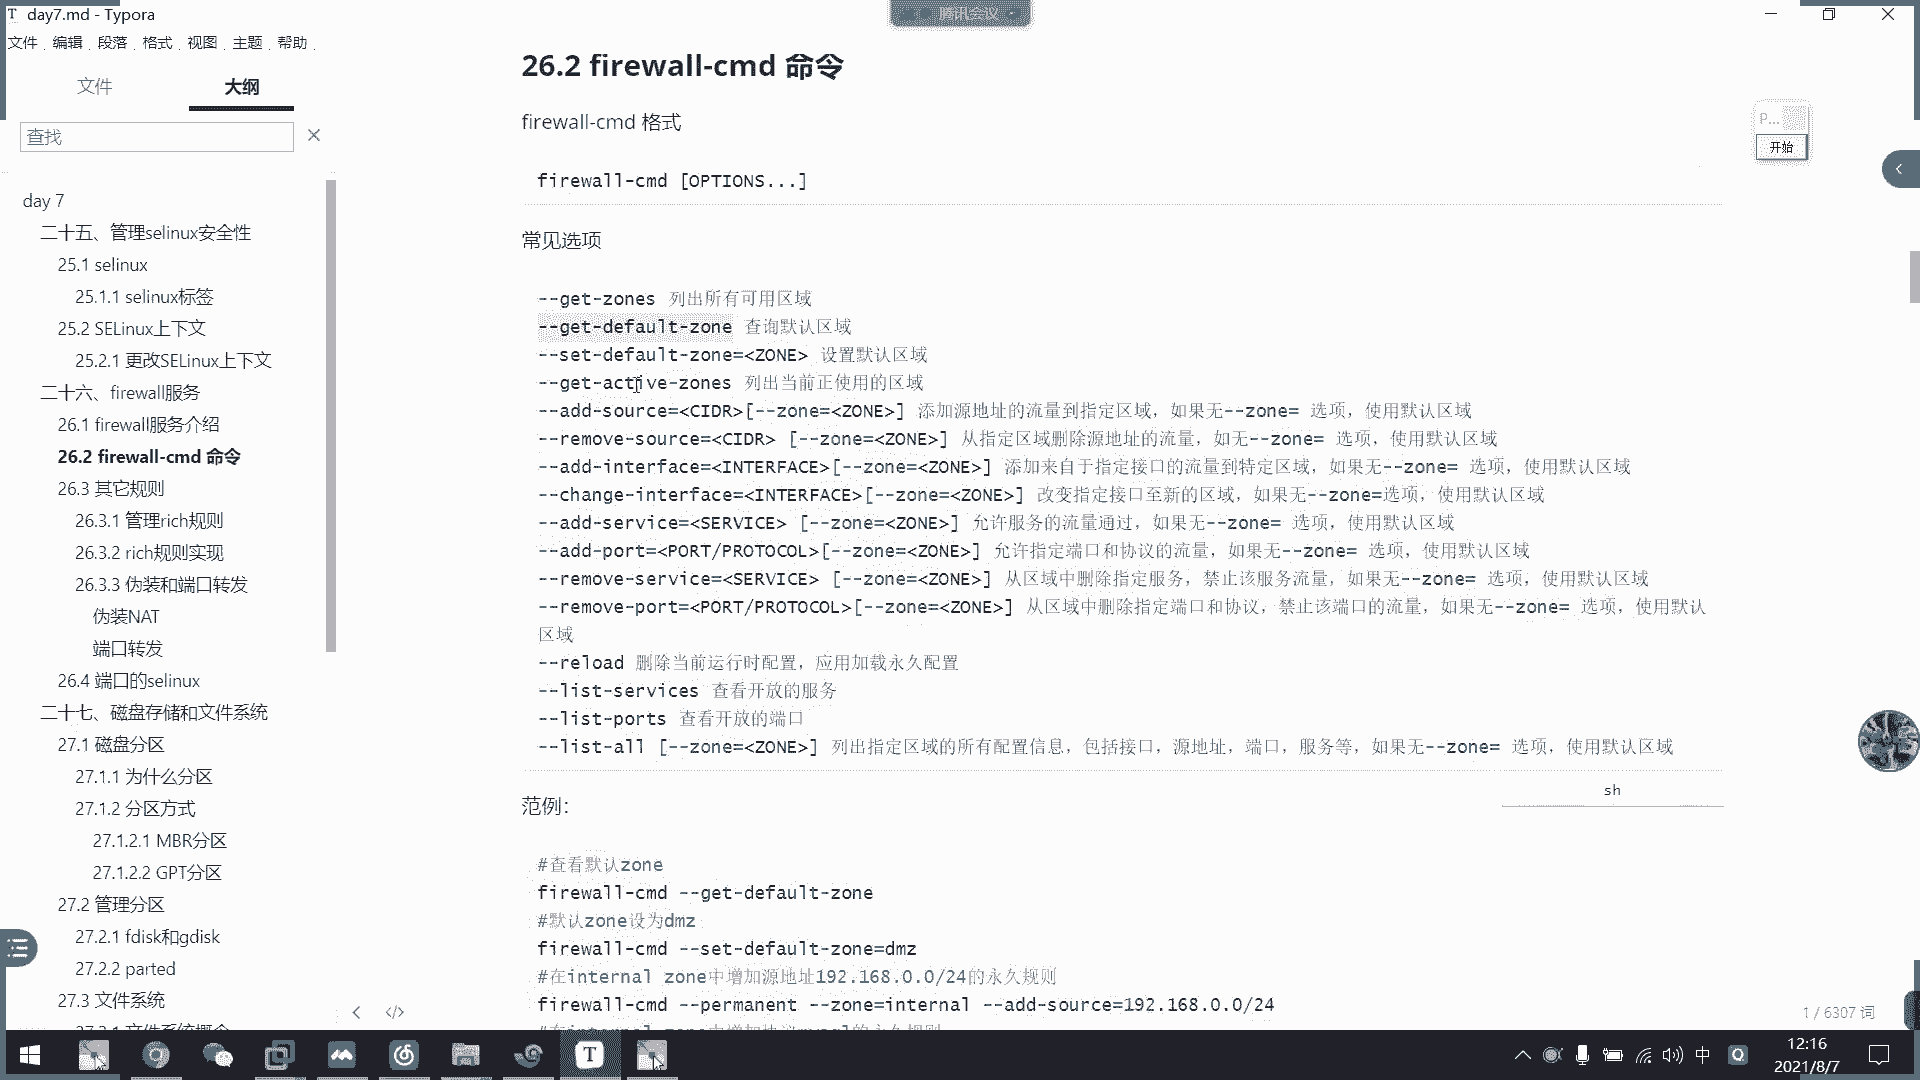 day7.md - Typora
腾讯会议
文件 编辑 段落 格式 视图 主题 帮助
文件 大纲
查找
day 7
二十五、管理selinux安全性
25.1 selinux
25.1.1 selinux标签
25.2 SELinux上下文
25.2.1 更改SELinux上下文
二十六、firewall服务
26.1 firewall服务介绍
26.2 firewall-cmd 命令
26.3 其它规则
26.3.1 管理rich规则
26.3.2 rich规则实现
26.3.3 伪装和端口转发
伪装NAT
端口转发
26.4 端口的selinux
二十七、磁盘存储和文件系统
27.1 磁盘分区
27.1.1 为什么分区
27.1.2 分区方式
27.1.2.1 MBR分区
27.1.2.2 GPT分区
27.2 管理分区
27.2.1 fdisk和gdisk
27.2.2 parted
27.3 文件系统
27.3.1 文件系统概念
26.2 firewall-cmd 命令
firewall-cmd 格式
firewall-cmd [OPTIONS...]
常见选项
--get-zones 列出所有可用区域
--get-default-zone 查询默认区域
--set-default-zone=<ZONE> 设置默认区域
--get-active-zones 列出当前正使用的区域
--add-source=<CIDR>[--zone=<ZONE>] 添加源地址的流量到指定区域，如果无--zone= 选项，使用默认区域
--remove-source=<CIDR> [--zone=<ZONE>] 从指定区域删除源地址的流量，如无--zone= 选项，使用默认区域
--add-interface=<INTERFACE>[--zone=<ZONE>] 添加来自于指定接口的流量到特定区域，如果无--zone= 选项，使用默认区域
--change-interface=<INTERFACE>[--zone=<ZONE>] 改变指定接口至新的区域，如果无--zone=选项，使用默认区域
--add-service=<SERVICE> [--zone=<ZONE>] 允许服务的流量通过，如果无--zone= 选项，使用默认区域
--add-port=<PORT/PROTOCOL>[--zone=<ZONE>] 允许指定端口和协议的流量，如果无--zone= 选项，使用默认区域
--remove-service=<SERVICE> [--zone=<ZONE>] 从区域中删除指定服务，禁止该服务流量，如果无--zone= 选项，使用默认区域
--remove-port=<PORT/PROTOCOL>[--zone=<ZONE>] 从区域中删除指定端口和协议，禁止该端口的流量，如果无--zone= 选项，使用默认
区域
--reload 删除当前运行时配置，应用加载永久配置
--list-services 查看开放的服务
--list-ports 查看开放的端口
--list-all [--zone=<ZONE>] 列出指定区域的所有配置信息，包括接口，源地址，端口，服务等，如果无--zone= 选项，使用默认区域
sh
范例：
#查看默认zone
firewall-cmd --get-default-zone
#默认zone设为dmz
firewall-cmd --set-default-zone=dmz
#在internal zone中增加源地址192.168.0.0/24的永久规则
firewall-cmd --permanent --zone=internal --add-source=192.168.0.0/24
#在internal zone中增加协议mysql的永久规则
P...
开始
1 / 6307 词
中
12:16
2021/8/7